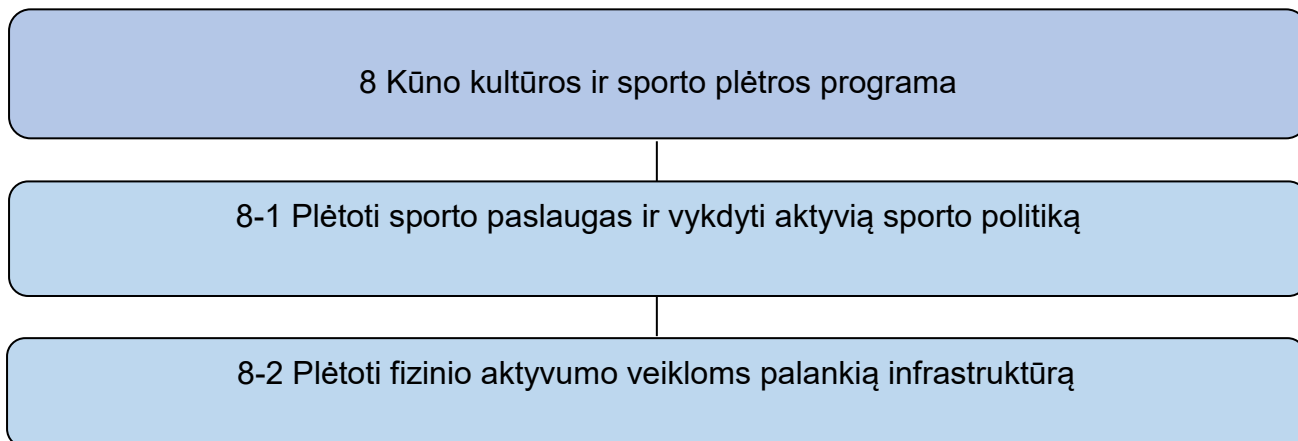 8 Kūno kultūros ir sporto plėtros programa
8-1 Plėtoti sporto paslaugas ir vykdyti aktyvią sporto politiką
8-2 Plėtoti fizinio aktyvumo veikloms palankią infrastruktūrą